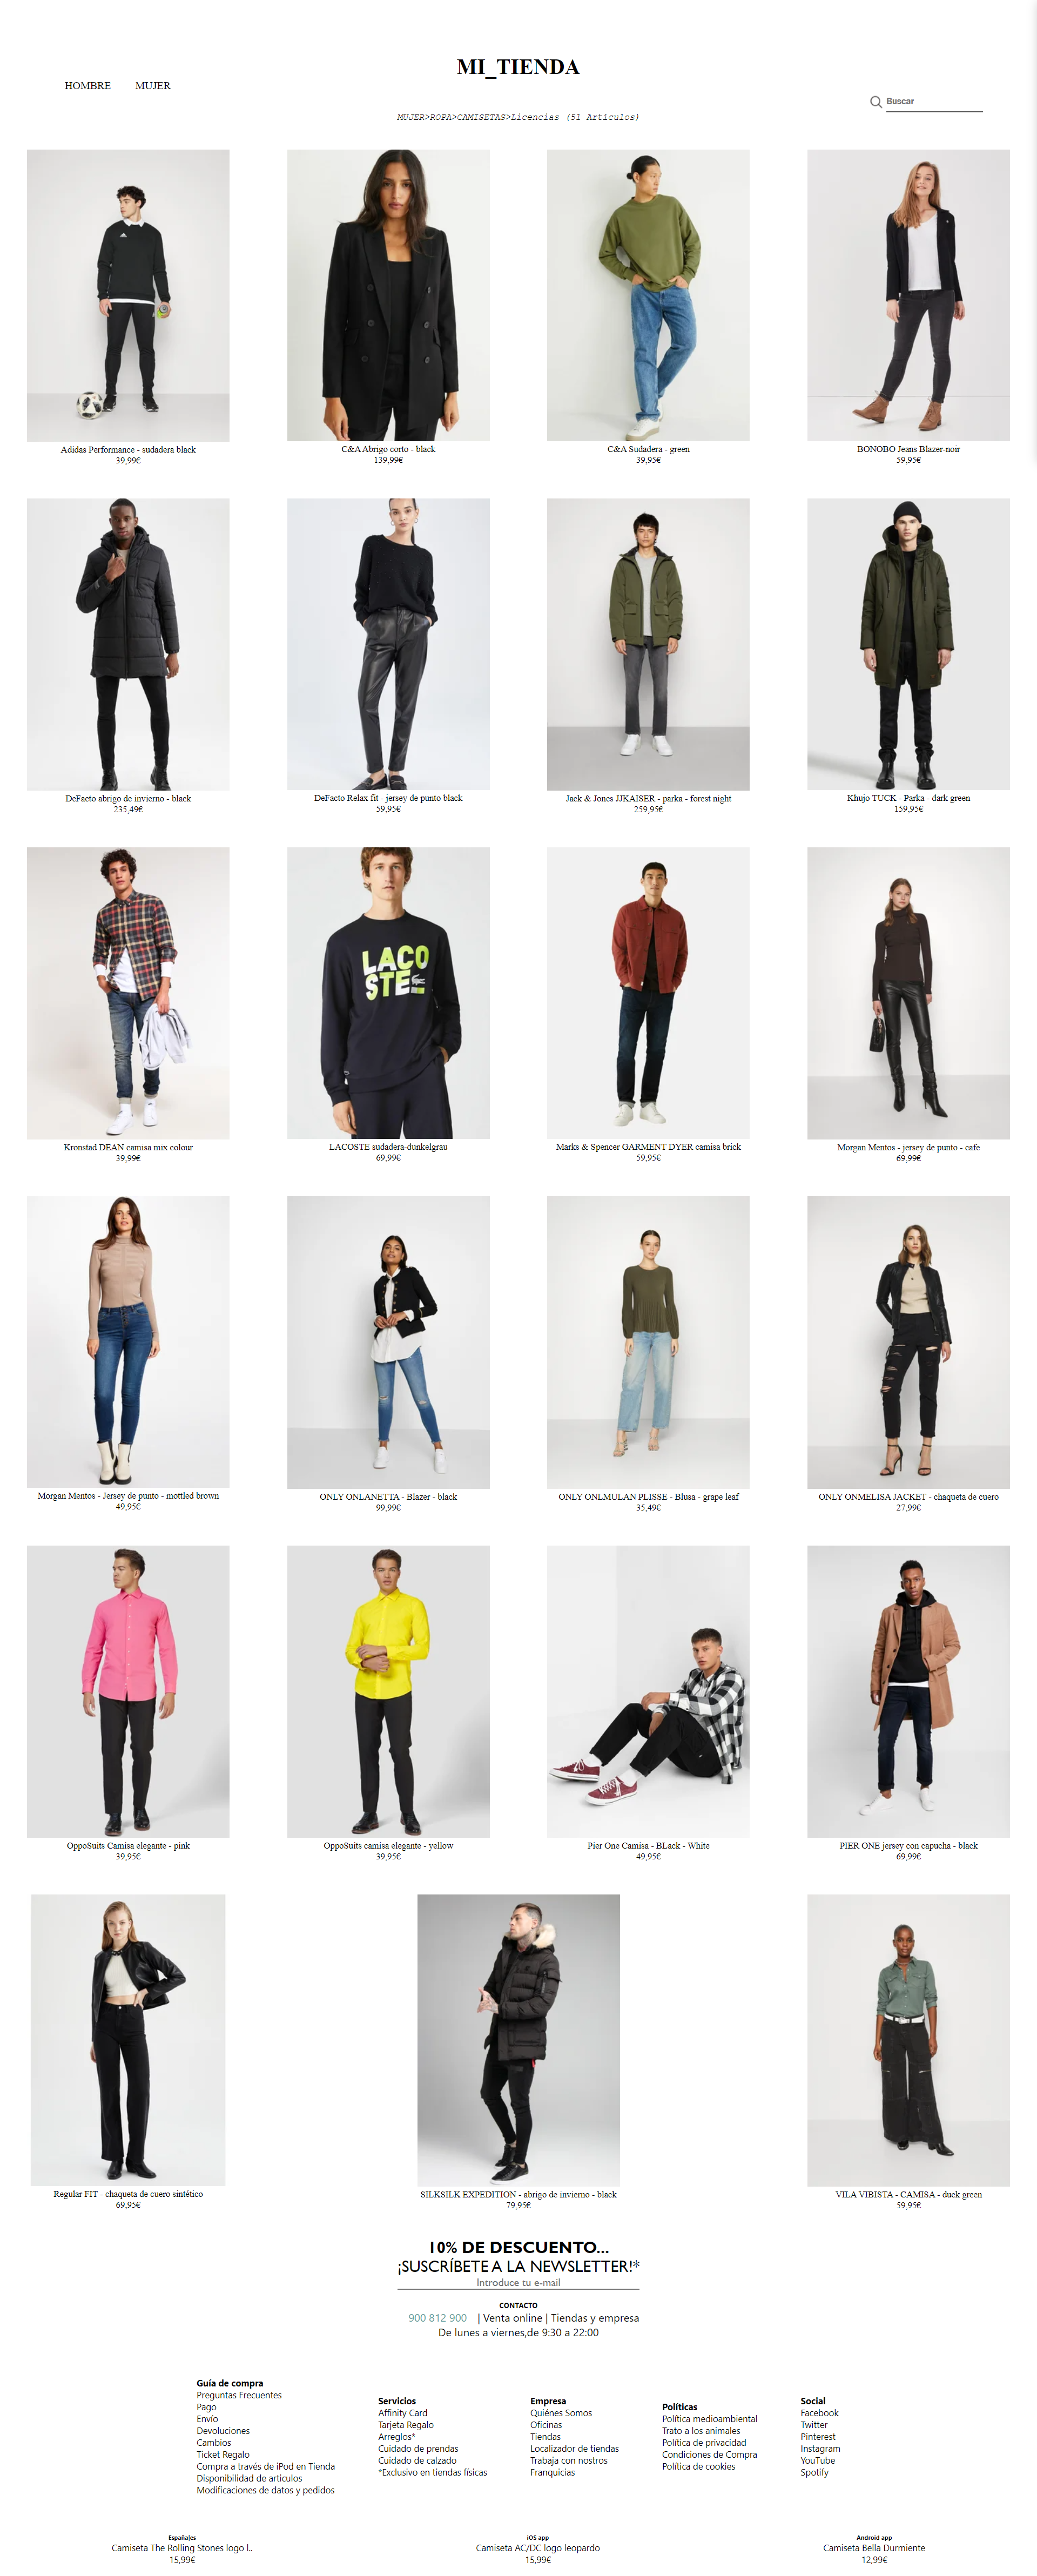 MI_TIENDA
HOMBRE MUJER
Buscar
MUJER>ROPA>CAMISETAS>Licencias (51 Articulos)
Adidas Performance - sudadera black
39,99€
C&A Abrigo corto - black
139,99€
C&A Sudadera - green
39,95€
BONOBO Jeans Blazer-noir
59,95€
DeFacto abrigo de invierno - black
235,49€
DeFacto Relax fit - jersey de punto black
59,95€
Jack & Jones JJKAISER - parka - forest night
259,95€
Khujo TUCK - Parka - dark green
159,95€
LACO
STE
Kronstad DEAN camisa mix colour
39,99€
LACOSTE sudadera-dunkelgrau
69,99€
Marks & Spencer GARMENT DYER camisa brick
59,95€
Morgan Mentos - jersey de punto - cafe
69,99€
Morgan Mentos - Jersey de punto - mottled brown
49,95€
ONLY ONLANETTA - Blazer - black
99,99€
ONLY ONLMULAN PLISSE - Blusa - grape leaf
35,49€
ONLY ONMELISA JACKET - chaqueta de cuero
27,99€
OppoSuits Camisa elegante - pink
39,95€
OppoSuits camisa elegante - yellow
39,95€
Pier One Camisa - BLack - White
49,95€
PIER ONE jersey con capucha - black
69,99€
Regular FIT - chaqueta de cuero sintético
69,95€
SILKSILK EXPEDITION - abrigo de invierno - black
79,95€
VILA VIBISTA - CAMISA - duck green
59,95€
10% DE DESCUENTO...
¡SUSCRÍBETE A LA NEWSLETTER!*
Introduce tu e-mail
CONTACTO
900 812 900 | Venta online | Tiendas y empresa
De lunes a viernes,de 9:30 a 22:00
Guía de compra
Preguntas Frecuentes
Pago
Envío
Devoluciones
Cambios
Ticket Regalo
Compra a través de iPod en Tienda
Disponibilidad de artículos
Modificaciones de datos y pedidos
Servicios
Affinity Card
Tarjeta Regalo
Arreglos*
Cuidado de prendas
Cuidado de calzado
*Exclusivo en tiendas físicas
Empresa
Quiénes Somos
Oficinas
Tiendas
Localizador de tiendas
Trabaja con nostros
Franquicias
Políticas
Política medioambiental
Trato a los animales
Política de privacidad
Condiciones de Compra
Política de cookies
Social
Facebook
Twitter
Pinterest
Instagram
YouTube
Spotify
España|es
Camiseta The Rolling Stones logo l..
15,99€
iOS app
Camiseta AC/DC logo leopardo
15,99€
Android app
Camiseta Bella Durmiente
12,99€